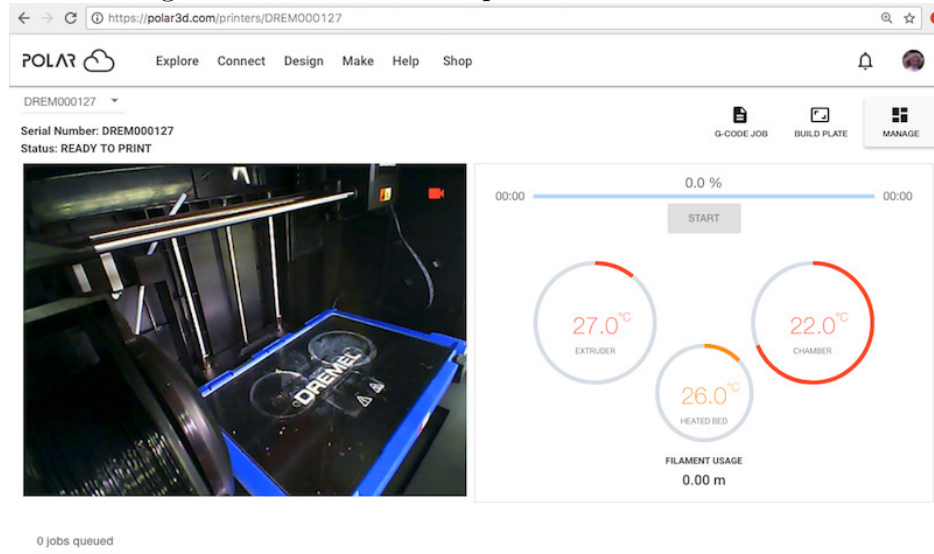 https://polar3d.com/printers/DREM000127
POLAR Explore Connect Design Make Help Shop
DREM000127
Serial Number: DREM000127
Status: READY TO PRINT
G-CODE JOB BUILD PLATE MANAGE
DREMEL
0.0 %
00:00 00:00
START
27.0°C
EXTRUDER
22.0°C
CHAMBER
26.0°C
HEATED BED
FILAMENT USAGE
0.00 m
0 jobs queued